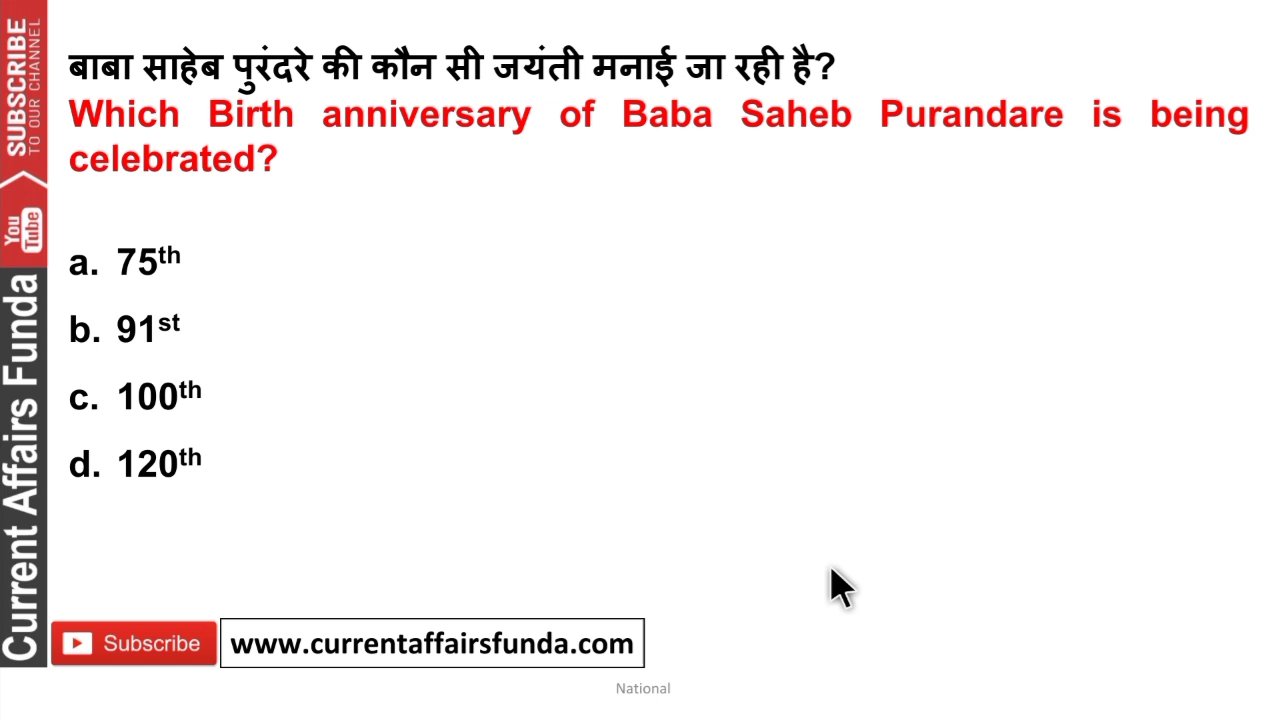 बाबा साहेब पुरंदरे की कौन सी जयंती मनाई जा रही है?
Which Birth anniversary of Baba Saheb Purandare is being
celebrated?
a. 75th
b. 91st
c. 100th
d. 120th
SUBSCRIBE
TO OUR CHANNEL
You
Tube
Current Affairs Funda
Subscribe
www.currentaffairsfunda.com
National